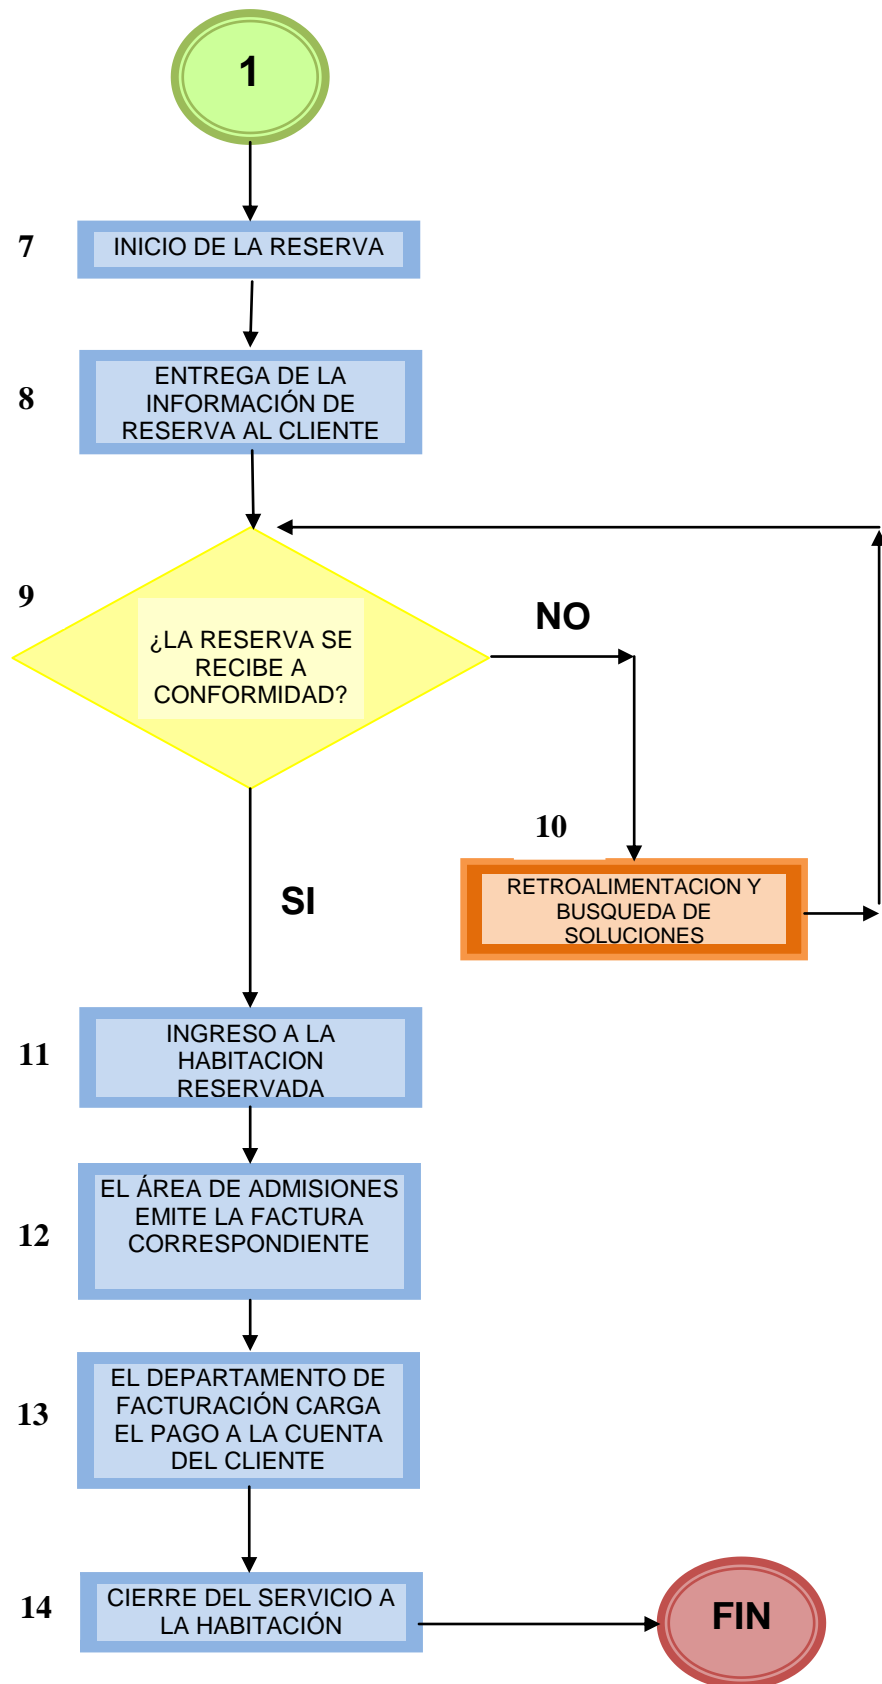 1
7
INICIO DE LA RESERVA
8
ENTREGA DE LA
INFORMACIÓN DE
RESERVA AL CLIENTE
9
¿LA RESERVA SE
RECIBE A
CONFORMIDAD?
NO
10
RETROALIMENTACION Y
BUSQUEDA DE
SOLUCIONES
SI
11
INGRESO A LA
HABITACION
RESERVADA
12
EL ÁREA DE ADMISIONES
EMITE LA FACTURA
CORRESPONDIENTE
13
EL DEPARTAMENTO DE
FACTURACIÓN CARGA
EL PAGO A LA CUENTA
DEL CLIENTE
14
CIERRE DEL SERVICIO A
LA HABITACIÓN
FIN